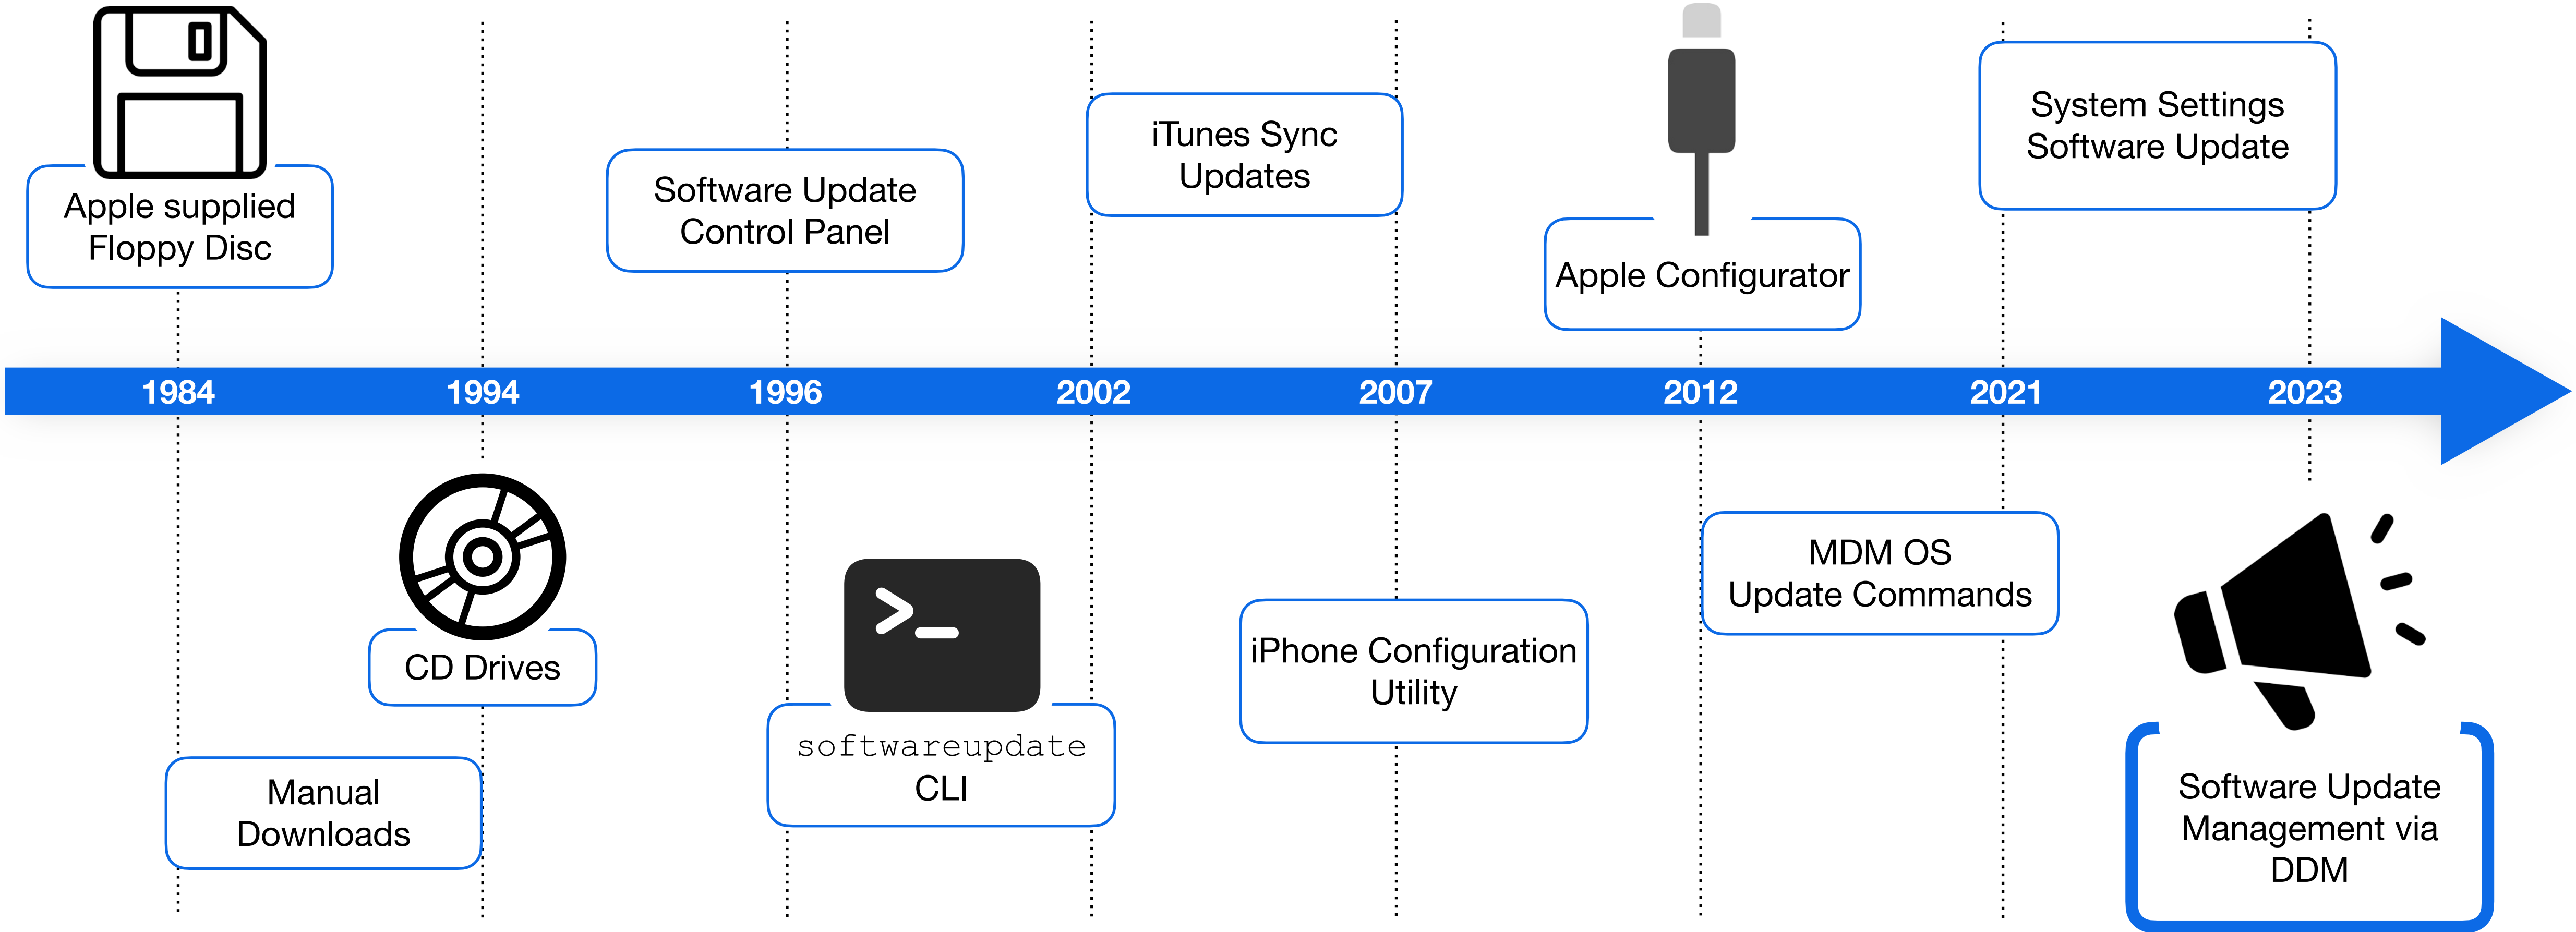 Apple supplied
Floppy Disc
Software Update
Control Panel
iTunes Sync
Updates
Apple Configurator
System Settings
Software Update
1984
1994
1996
2002
2007
2012
2021
2023
Manual
Downloads
CD Drives
>_
softwareupdate
CLI
iPhone Configuration
Utility
MDM OS
Update Commands
Software Update
Management via
DDM